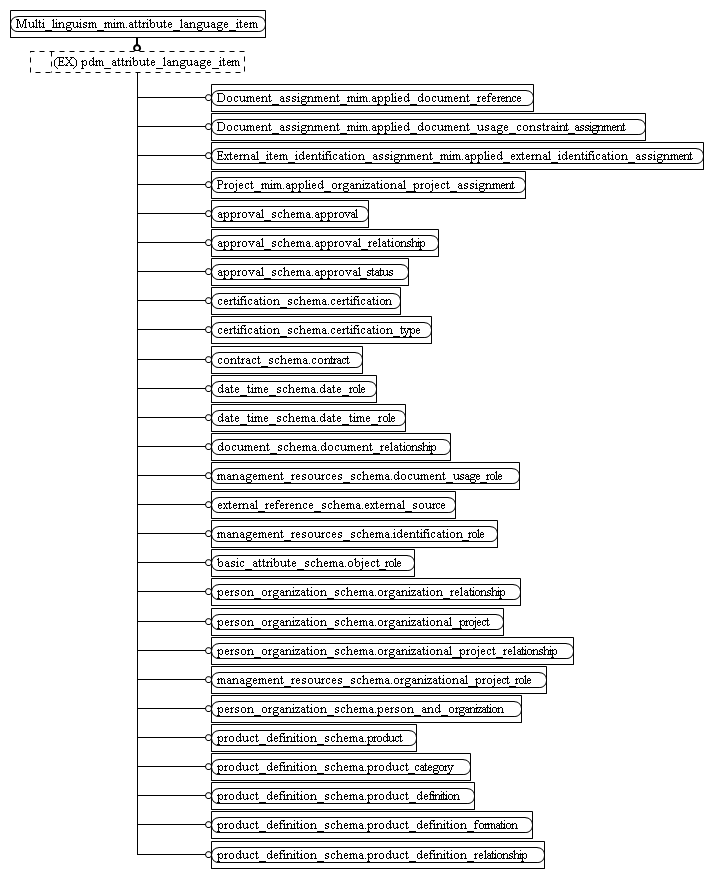 Multi_linguism_mim.attribute_language_item
(EX) pdm_attribute_language_item
Document_assignment_mim.applied_document_reference
Document_assignment_mim.applied_document_usage_constraint_assignment
External_item_identification_assignment_mim.applied_external_identification_assignment
Project_mim.applied_organizational_project_assignment
approval_schema.approval
approval_schema.approval_relationship
approval_schema.approval_status
certification_schema.certification
certification_schema.certification_type
contract_schema.contract
date_time_schema.date_role
date_time_schema.date_time_role
document_schema.document_relationship
management_resources_schema.document_usage_role
external_reference_schema.external_source
management_resources_schema.identification_role
basic_attribute_schema.object_role
person_organization_schema.organization_relationship
person_organization_schema.organizational_project
person_organization_schema.organizational_project_relationship
management_resources_schema.organizational_project_role
person_organization_schema.person_and_organization
product_definition_schema.product
product_definition_schema.product_category
product_definition_schema.product_definition
product_definition_schema.product_definition_formation
product_definition_schema.product_definition_relationship